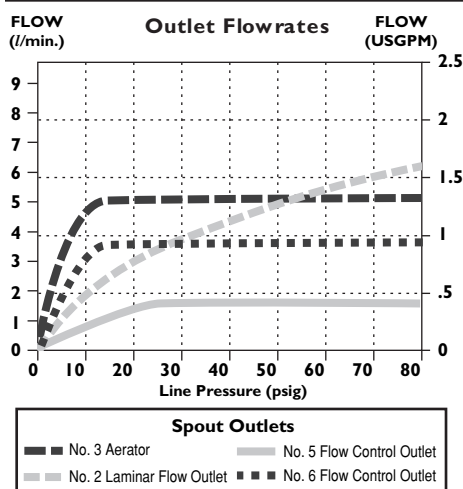 FLOW
(l/min.)
Outlet Flowrates
FLOW
(USGPM)
9
8
7
6
5
4
3
2
1
0
2.5
2
1.5
1
.5
0
0 10 20 30 40 50 60 70 80
Line Pressure (psig)
Spout Outlets
No. 3 Aerator
No. 5 Flow Control Outlet
No. 2 Laminar Flow Outlet
No. 6 Flow Control Outlet